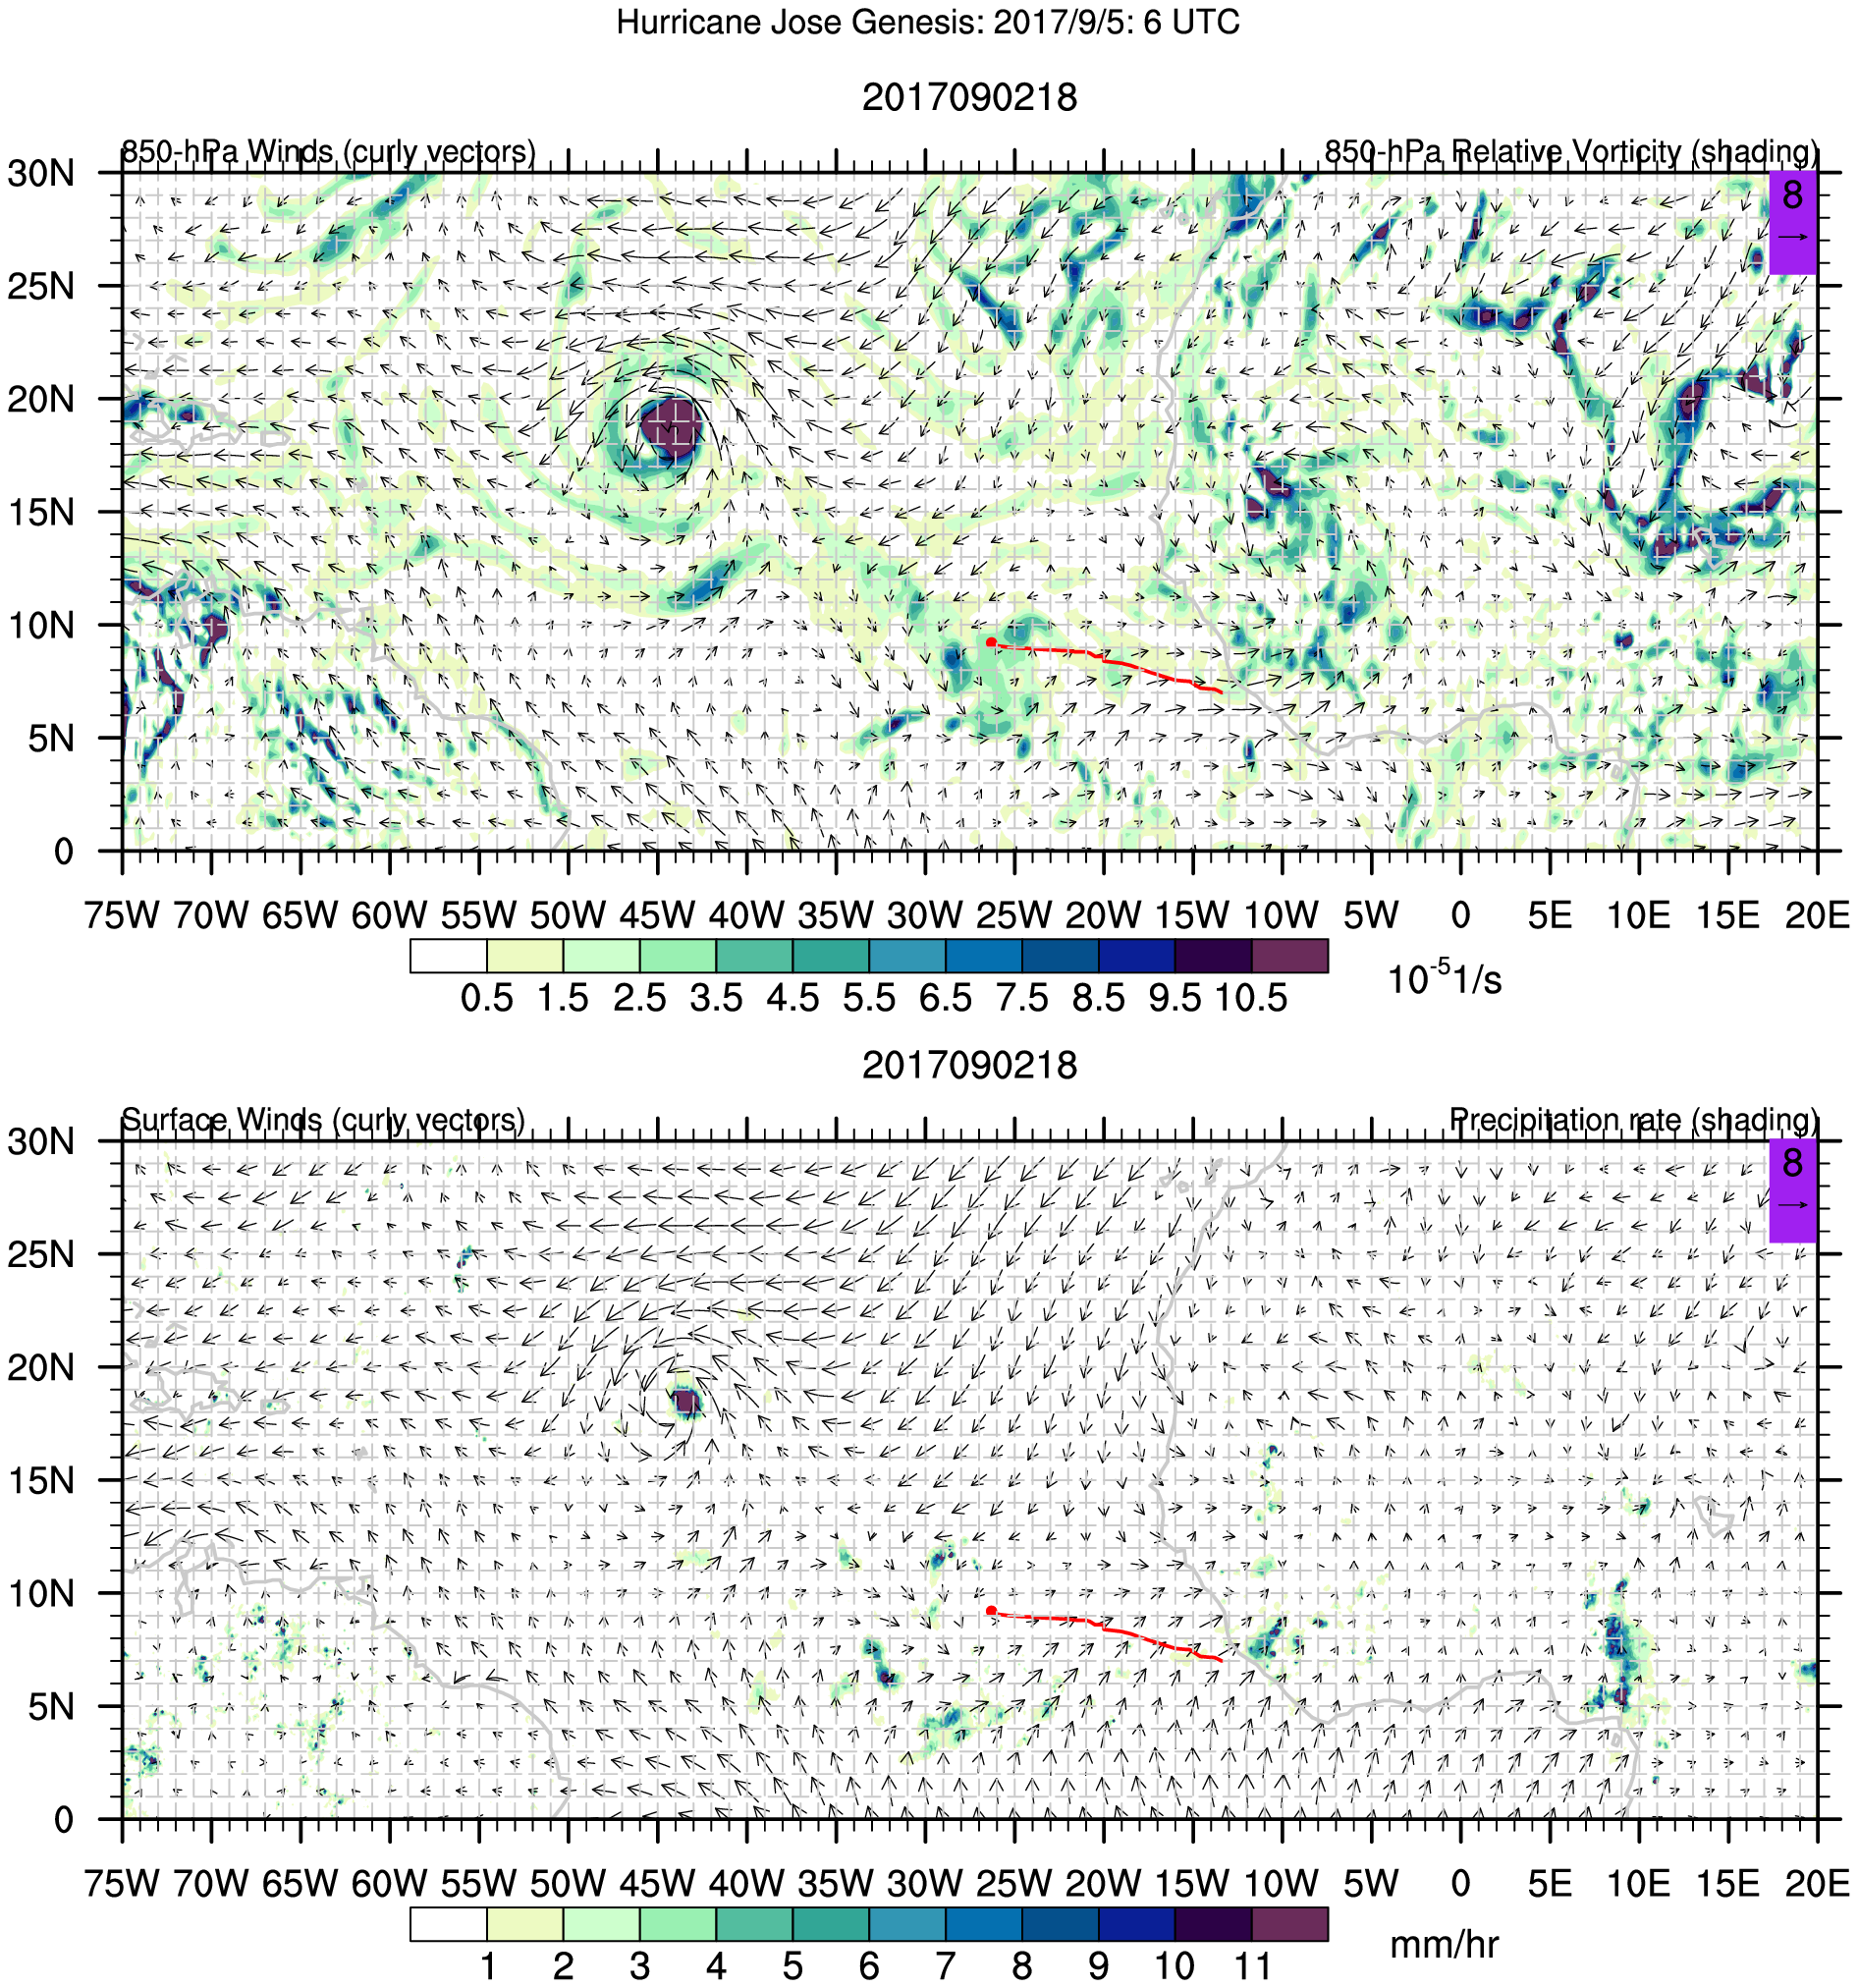 Hurricane Jose Genesis: 2017/9/5: 6 UTC
2017090218
850-hPa Winds (curly vectors) 850-hPa Relative Vorticity (shading)
8
30N
25N
20N
15N
10N
5N
0
75W 70W 65W 60W 55W 50W 45W 40W 35W 30W 25W 20W 15W 10W 5W 0 5E 10E 15E 20E
0.5 1.5 2.5 3.5 4.5 5.5 6.5 7.5 8.5 9.5 10.5
10⁻⁵1/s
2017090218
Surface Winds (curly vectors) Precipitation rate (shading)
8
30N
25N
20N
15N
10N
5N
0
75W 70W 65W 60W 55W 50W 45W 40W 35W 30W 25W 20W 15W 10W 5W 0 5E 10E 15E 20E
1 2 3 4 5 6 7 8 9 10 11
mm/hr